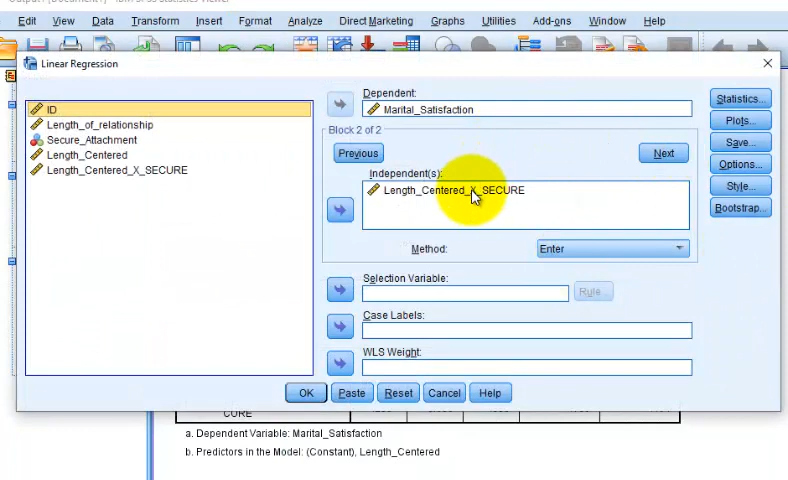 Edit View Data Transform Insert Format Analyze Direct Marketing Graphs Utilities Add-ons Window Help
Linear Regression
ID
Length_of_relationship
Secure_Attachment
Length_Centered
Length_Centered_X_SECURE
Dependent:
Marital_Satisfaction
Block 2 of 2
Previous
Next
Independent(s):
Length_Centered_X_SECURE
Method:
Enter
Selection Variable:
Rule...
Case Labels:
WLS Weight:
Statistics...
Plots...
Save...
Options...
Style...
Bootstrap...
OK Paste Reset Cancel Help
CURE
a. Dependent Variable: Marital_Satisfaction
b. Predictors in the Model: (Constant), Length_Centered